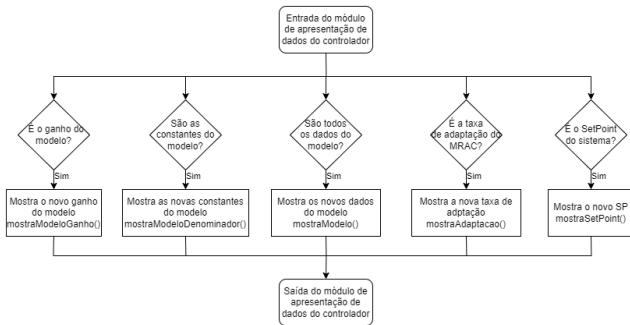 Entrada do módulo
de apresentação de
dados do controlador
É o ganho do
modelo?
São as
constantes do
modelo?
São todos
os dados do
modelo?
É a taxa
de adaptação do
MRAC?
É o SetPoint
do sistema?
Sim
Sim
Sim
Sim
Sim
Mostra o novo ganho
do modelo
mostraModeloGanho()
Mostra as novas constantes
do modelo
mostraModeloDenominador()
Mostra os novos dados
do modelo
mostraModelo()
Mostra a nova taxa de
adptação
mostraAdaptacao()
Mostra o novo SP
mostraSetPoint()
Saída do módulo de
apresentação de
dados do controlador